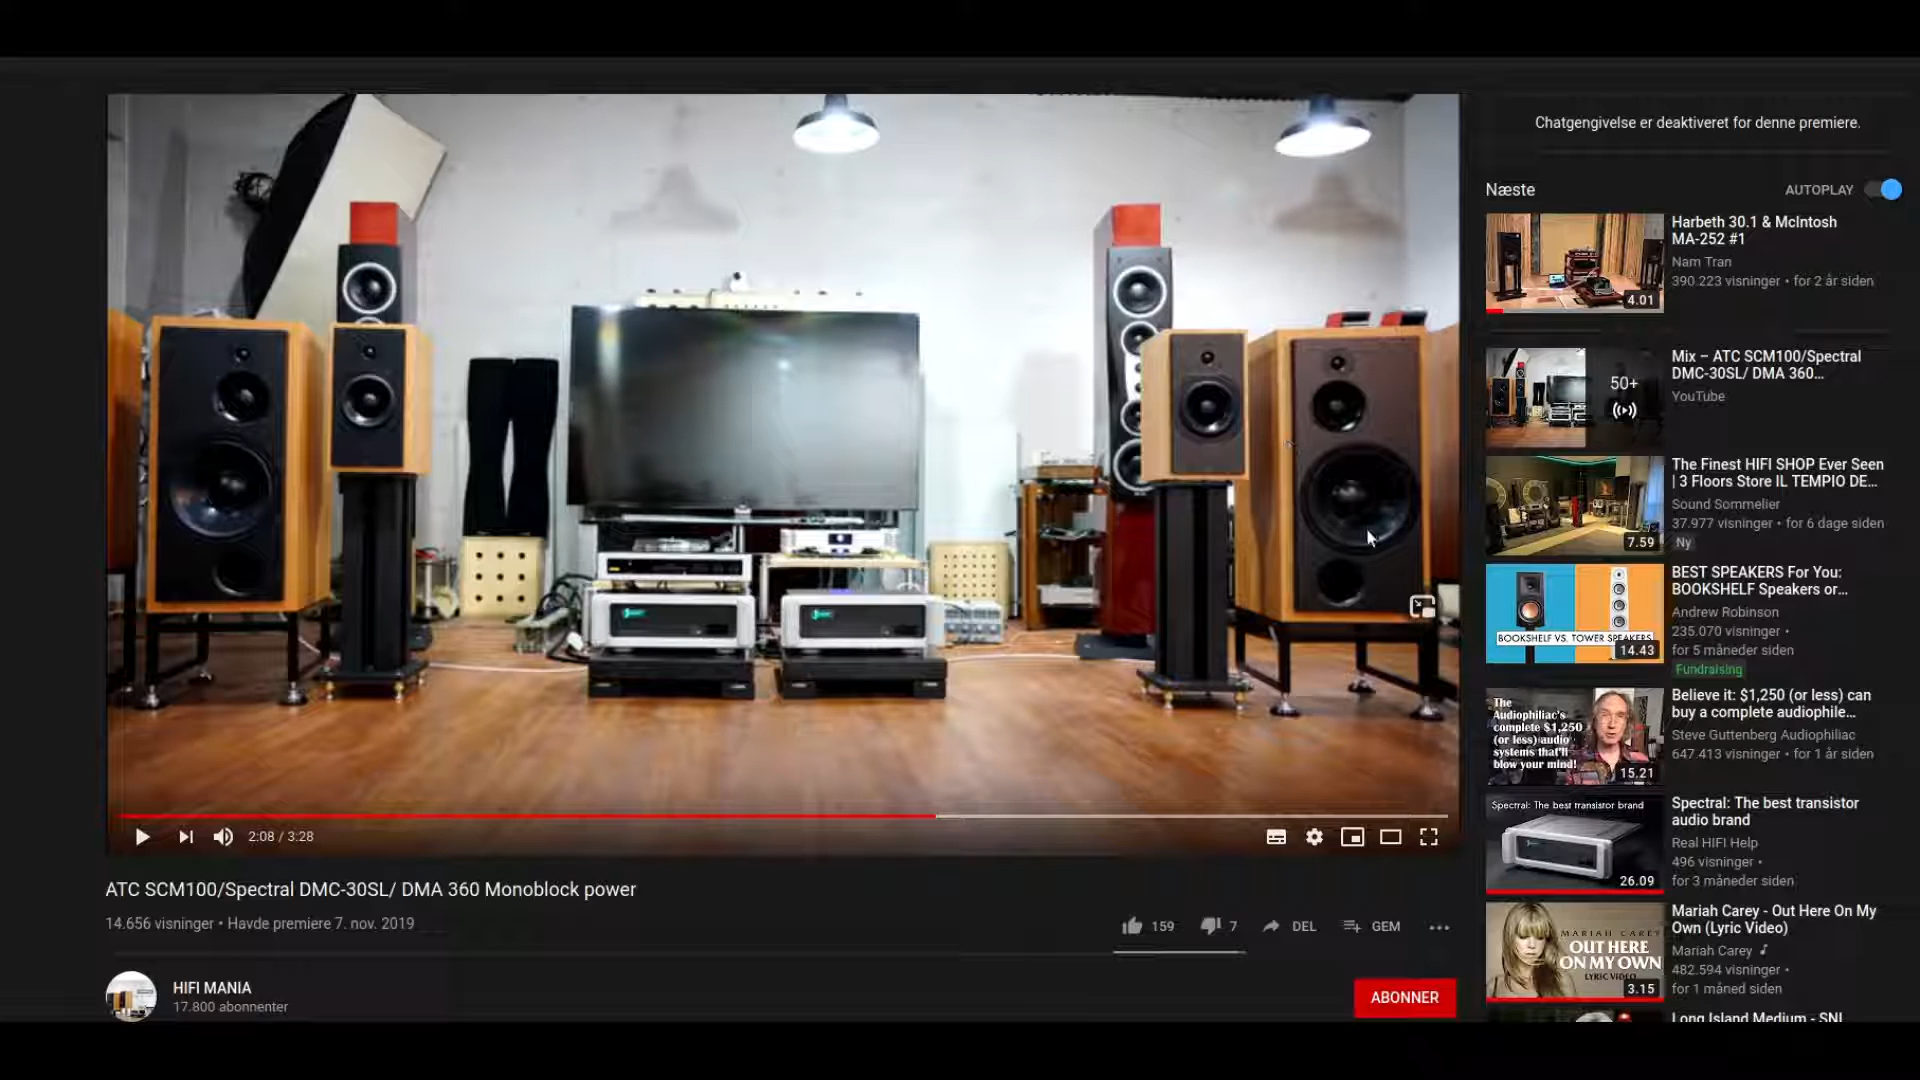 Chatgengivelse er deaktiveret for denne premiere.
Næste
AUTOPLAY
Harbeth 30.1 & McIntosh
MA-252 #1
Nam Tran
390.223 visninger • for 2 år siden
4.01
Mix – ATC SCM100/Spectral
DMC-30SL/ DMA 360...
YouTube
50+
The Finest HIFI SHOP Ever Seen
| 3 Floors Store IL TEMPIO DE...
Sound Sommelier
37.977 visninger • for 6 dage siden
Ny
7.59
BEST SPEAKERS For You:
BOOKSHELF Speakers or...
Andrew Robinson
235.070 visninger •
for 5 måneder siden
Fundraising
BOOKSHELF VS. TOWER SPEAKERS
14.43
Believe it: $1,250 (or less) can
buy a complete audiophile...
Steve Guttenberg Audiophiliac
647.413 visninger • for 1 år siden
The
Audiophiliac's
complete $1,250
(or less) audio
systems that'll
blow your mind!
15.21
Spectral: The best transistor
audio brand
Real HIFI Help
496 visninger •
for 3 måneder siden
Spectral: The best transistor brand
26.09
Mariah Carey - Out Here On My
Own (Lyric Video)
Mariah Carey
482.594 visninger •
for 1 måned siden
MARIAH CAREY
OUT HERE
ON MY OWN
LYRIC VIDEO
3.15
Long Island Medium - SNL
2:08 / 3:28
ATC SCM100/Spectral DMC-30SL/ DMA 360 Monoblock power
14.656 visninger • Havde premiere 7. nov. 2019
159
7
DEL
GEM
HIFI MANIA
17.800 abonnenter
ABONNER